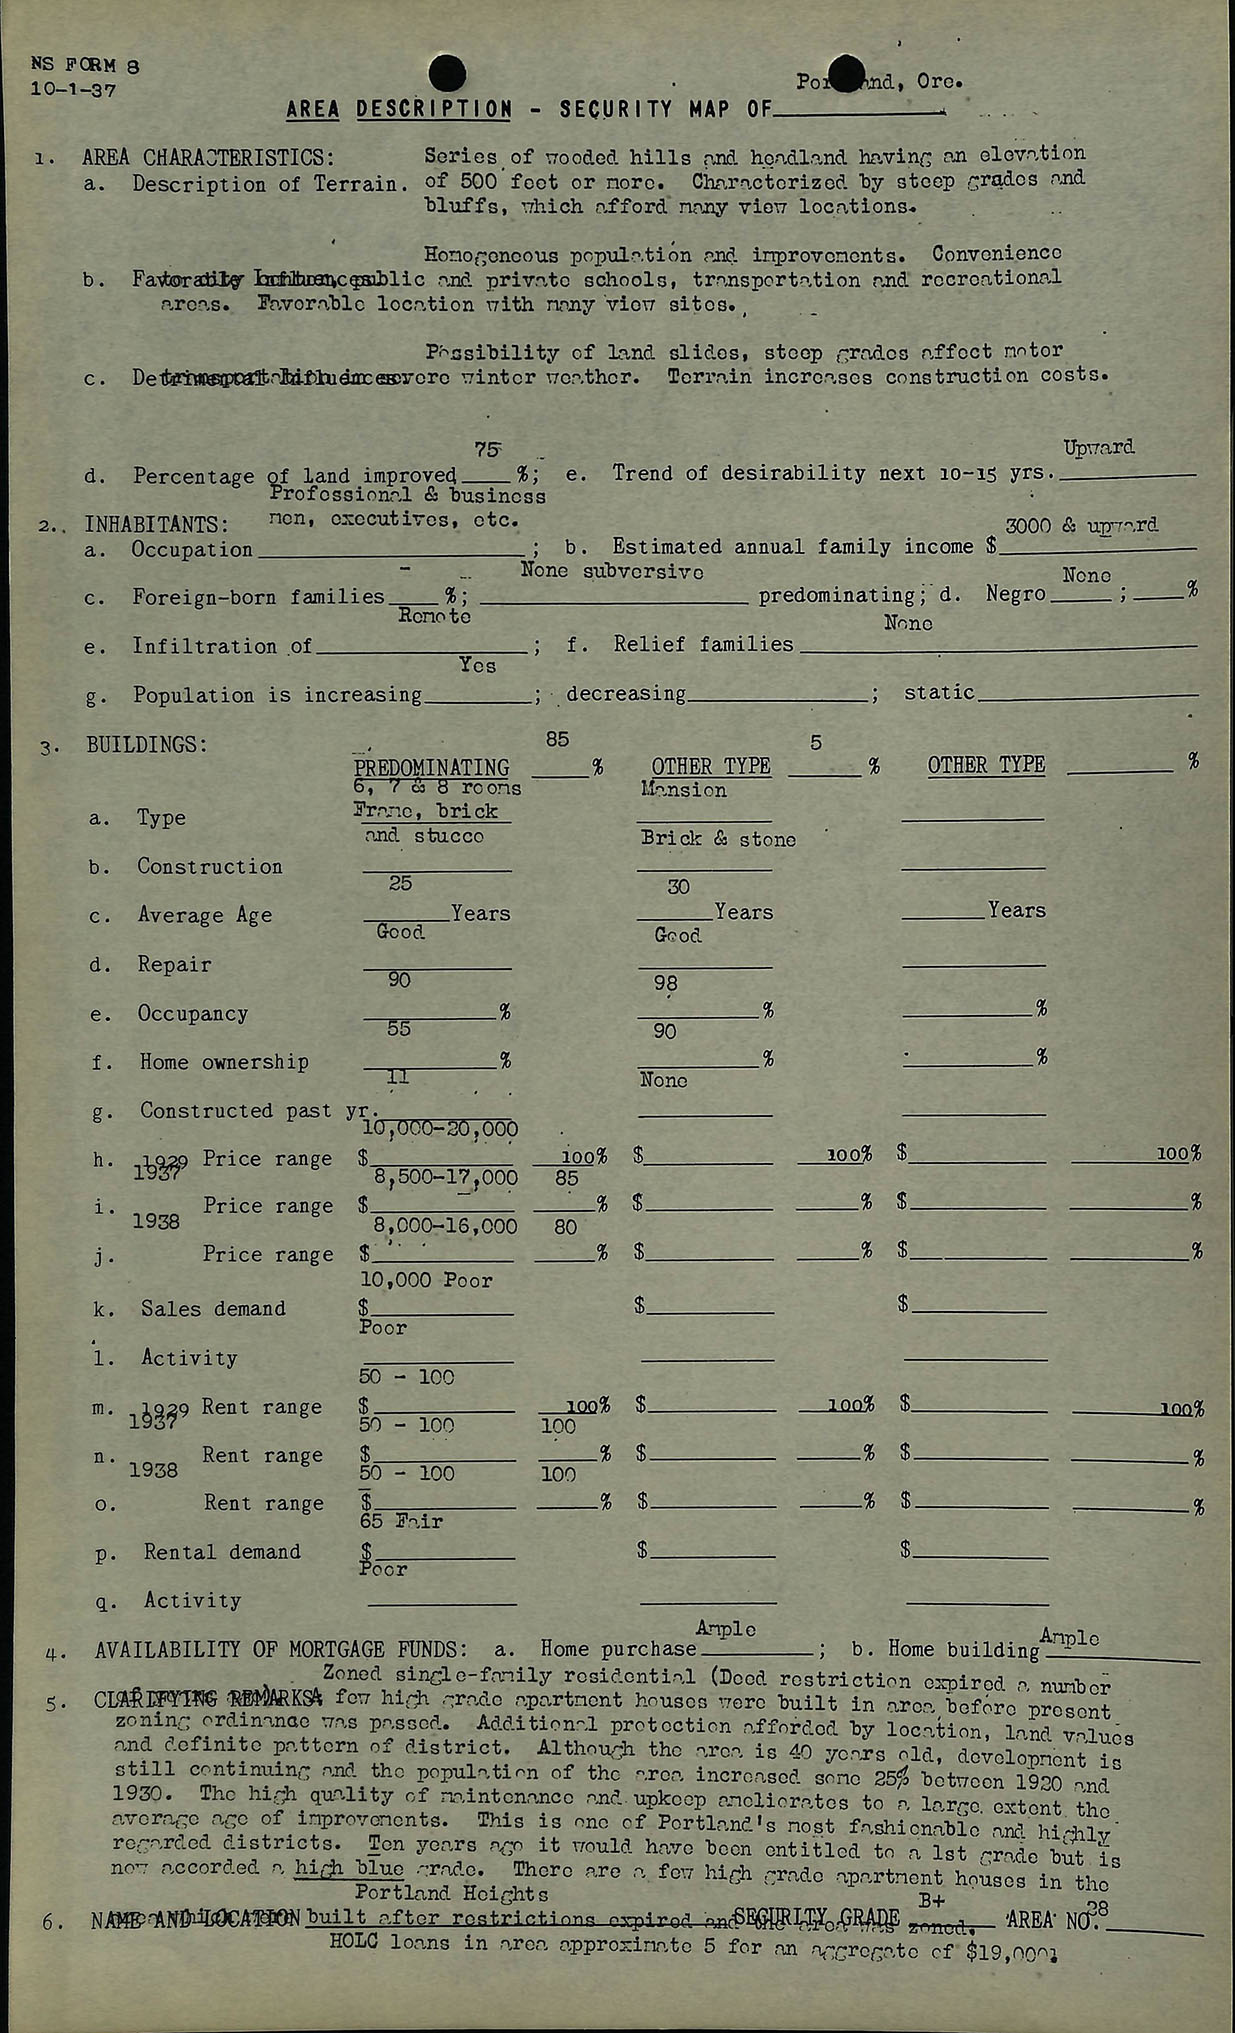 NS FORM 8
10-1-37
Portland, Ore.
AREA DESCRIPTION - SECURITY MAP OF
1. AREA CHARACTERISTICS: Series of wooded hills and headland having an elevation
a. Description of Terrain. of 500 feet or more. Characterized by steep grades and
bluffs, which afford many view locations.
Homogeneous population and improvements. Convenience
b. Favorable Influences public and private schools, transportation and recreational
areas. Favorable location with many view sites.
Possibility of land slides, steep grades affect motor
c. Detrimental Influences transportation in severe winter weather. Terrain increases construction costs.
75 Upward
d. Percentage of land improved %; e. Trend of desirability next 10-15 yrs.
Professional & business
2. INHABITANTS: men, executives, etc. 3000 & upward
a. Occupation ; b. Estimated annual family income $
- None subversive None
c. Foreign-born families %; predominating; d. Negro ; %
Remote None
e. Infiltration of ; f. Relief families
Yes
g. Population is increasing ; decreasing ; static
3. BUILDINGS: 85 5
PREDOMINATING % OTHER TYPE % OTHER TYPE %
6, 7 & 8 rooms Mansion
a. Type Frame, brick
and stucco Brick & stone
b. Construction
25 30
c. Average Age Years Years Years
Good Good
d. Repair
90 98
e. Occupancy % % %
55 90
f. Home ownership % % %
11 None
g. Constructed past yr.
10,000-20,000
h. 1929 Price range $ 100% $ 100% $ 100%
1937 8,500-17,000 85
i. Price range $ % $ % $ %
1938 8,000-16,000 80
j. Price range $ % $ % $ %
10,000 Poor
k. Sales demand $ $ $
Poor
l. Activity
50 - 100
m. 1929 Rent range $ 100% $ 100% $ 100%
1937 50 - 100 100
n. Rent range $ % $ % $ %
1938 50 - 100 100
o. Rent range $ % $ % $ %
65 Fair
p. Rental demand $ $ $
Poor
q. Activity
Ample Ample
4. AVAILABILITY OF MORTGAGE FUNDS: a. Home purchase ; b. Home building
Zoned single-family residential (Deed restriction expired a number
5. CLARIFYING REMARKS: of years ago). A few high grade apartment houses were built in area before present
zoning ordinance was passed. Additional protection afforded by location, land values
and definite pattern of district. Although the area is 40 years old, development is
still continuing and the population of the area increased some 25% between 1920 and
1930. The high quality of maintenance and upkeep ameliorates to a large extent the
average age of improvements. This is one of Portland's most fashionable and highly
regarded districts. Ten years ago it would have been entitled to a 1st grade but is
now accorded a high blue grade. There are a few high grade apartment houses in the
Portland Heights B+ 28
6. NAME AND LOCATION built after restrictions expired and the area was SECURITY GRADE zoned. AREA NO.
HOLC loans in area approximate 5 for an aggregate of $19,000.